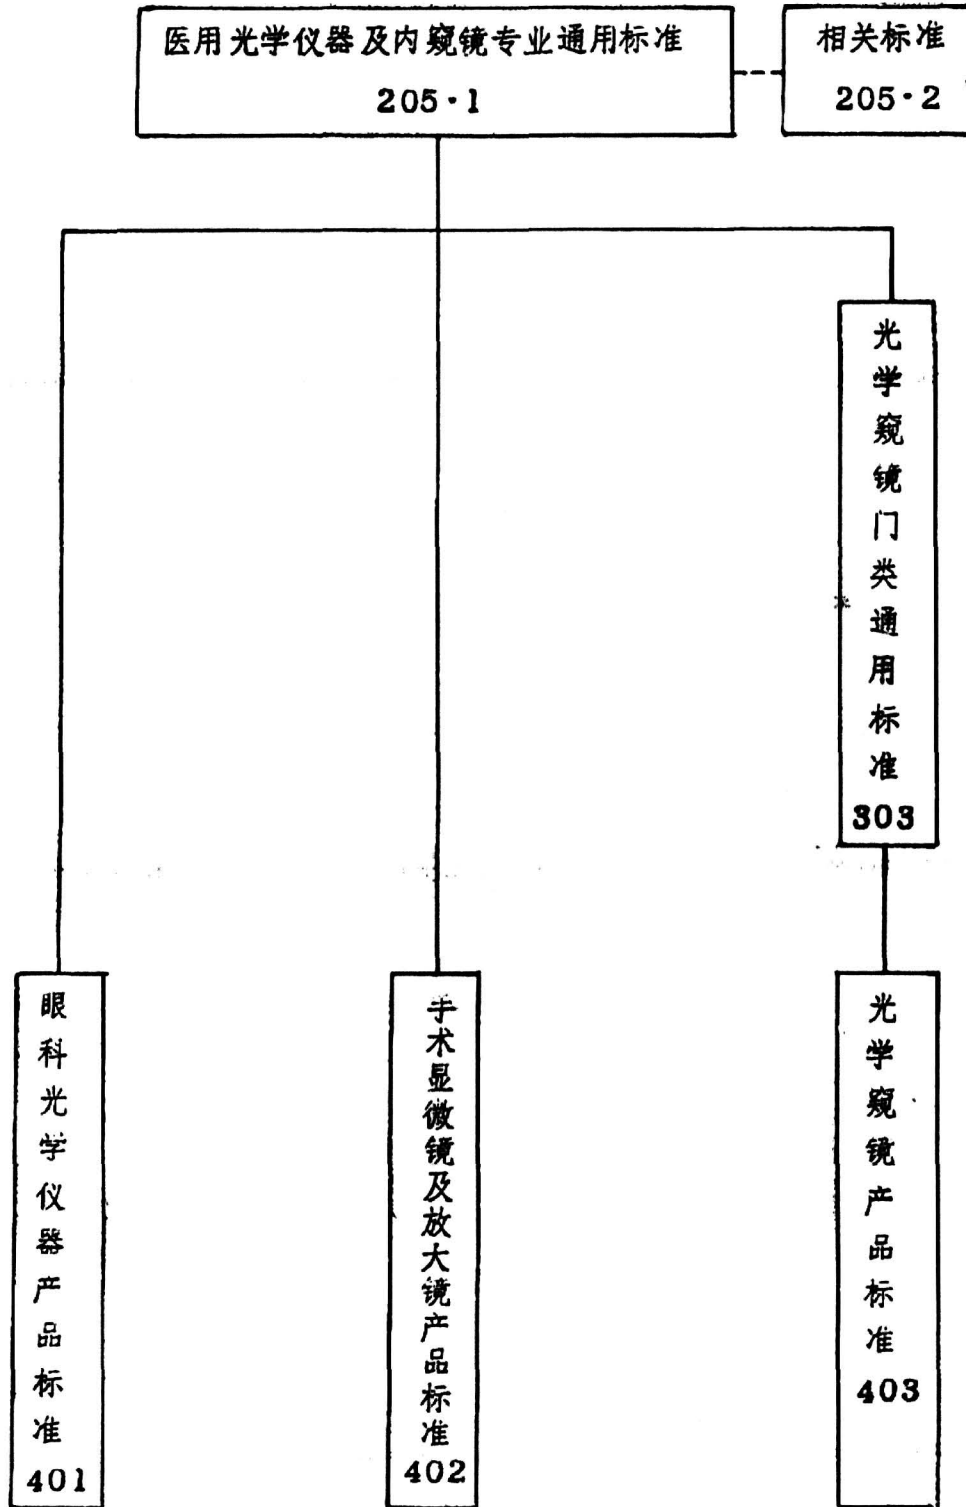 医用光学仪器及内窥镜专业通用标准
205·1
相关标准
205·2
光学窥镜门类通用标准
303
眼科光学仪器产品标准
401
手术显微镜及放大镜产品标准
402
光学窥镜产品标准
403